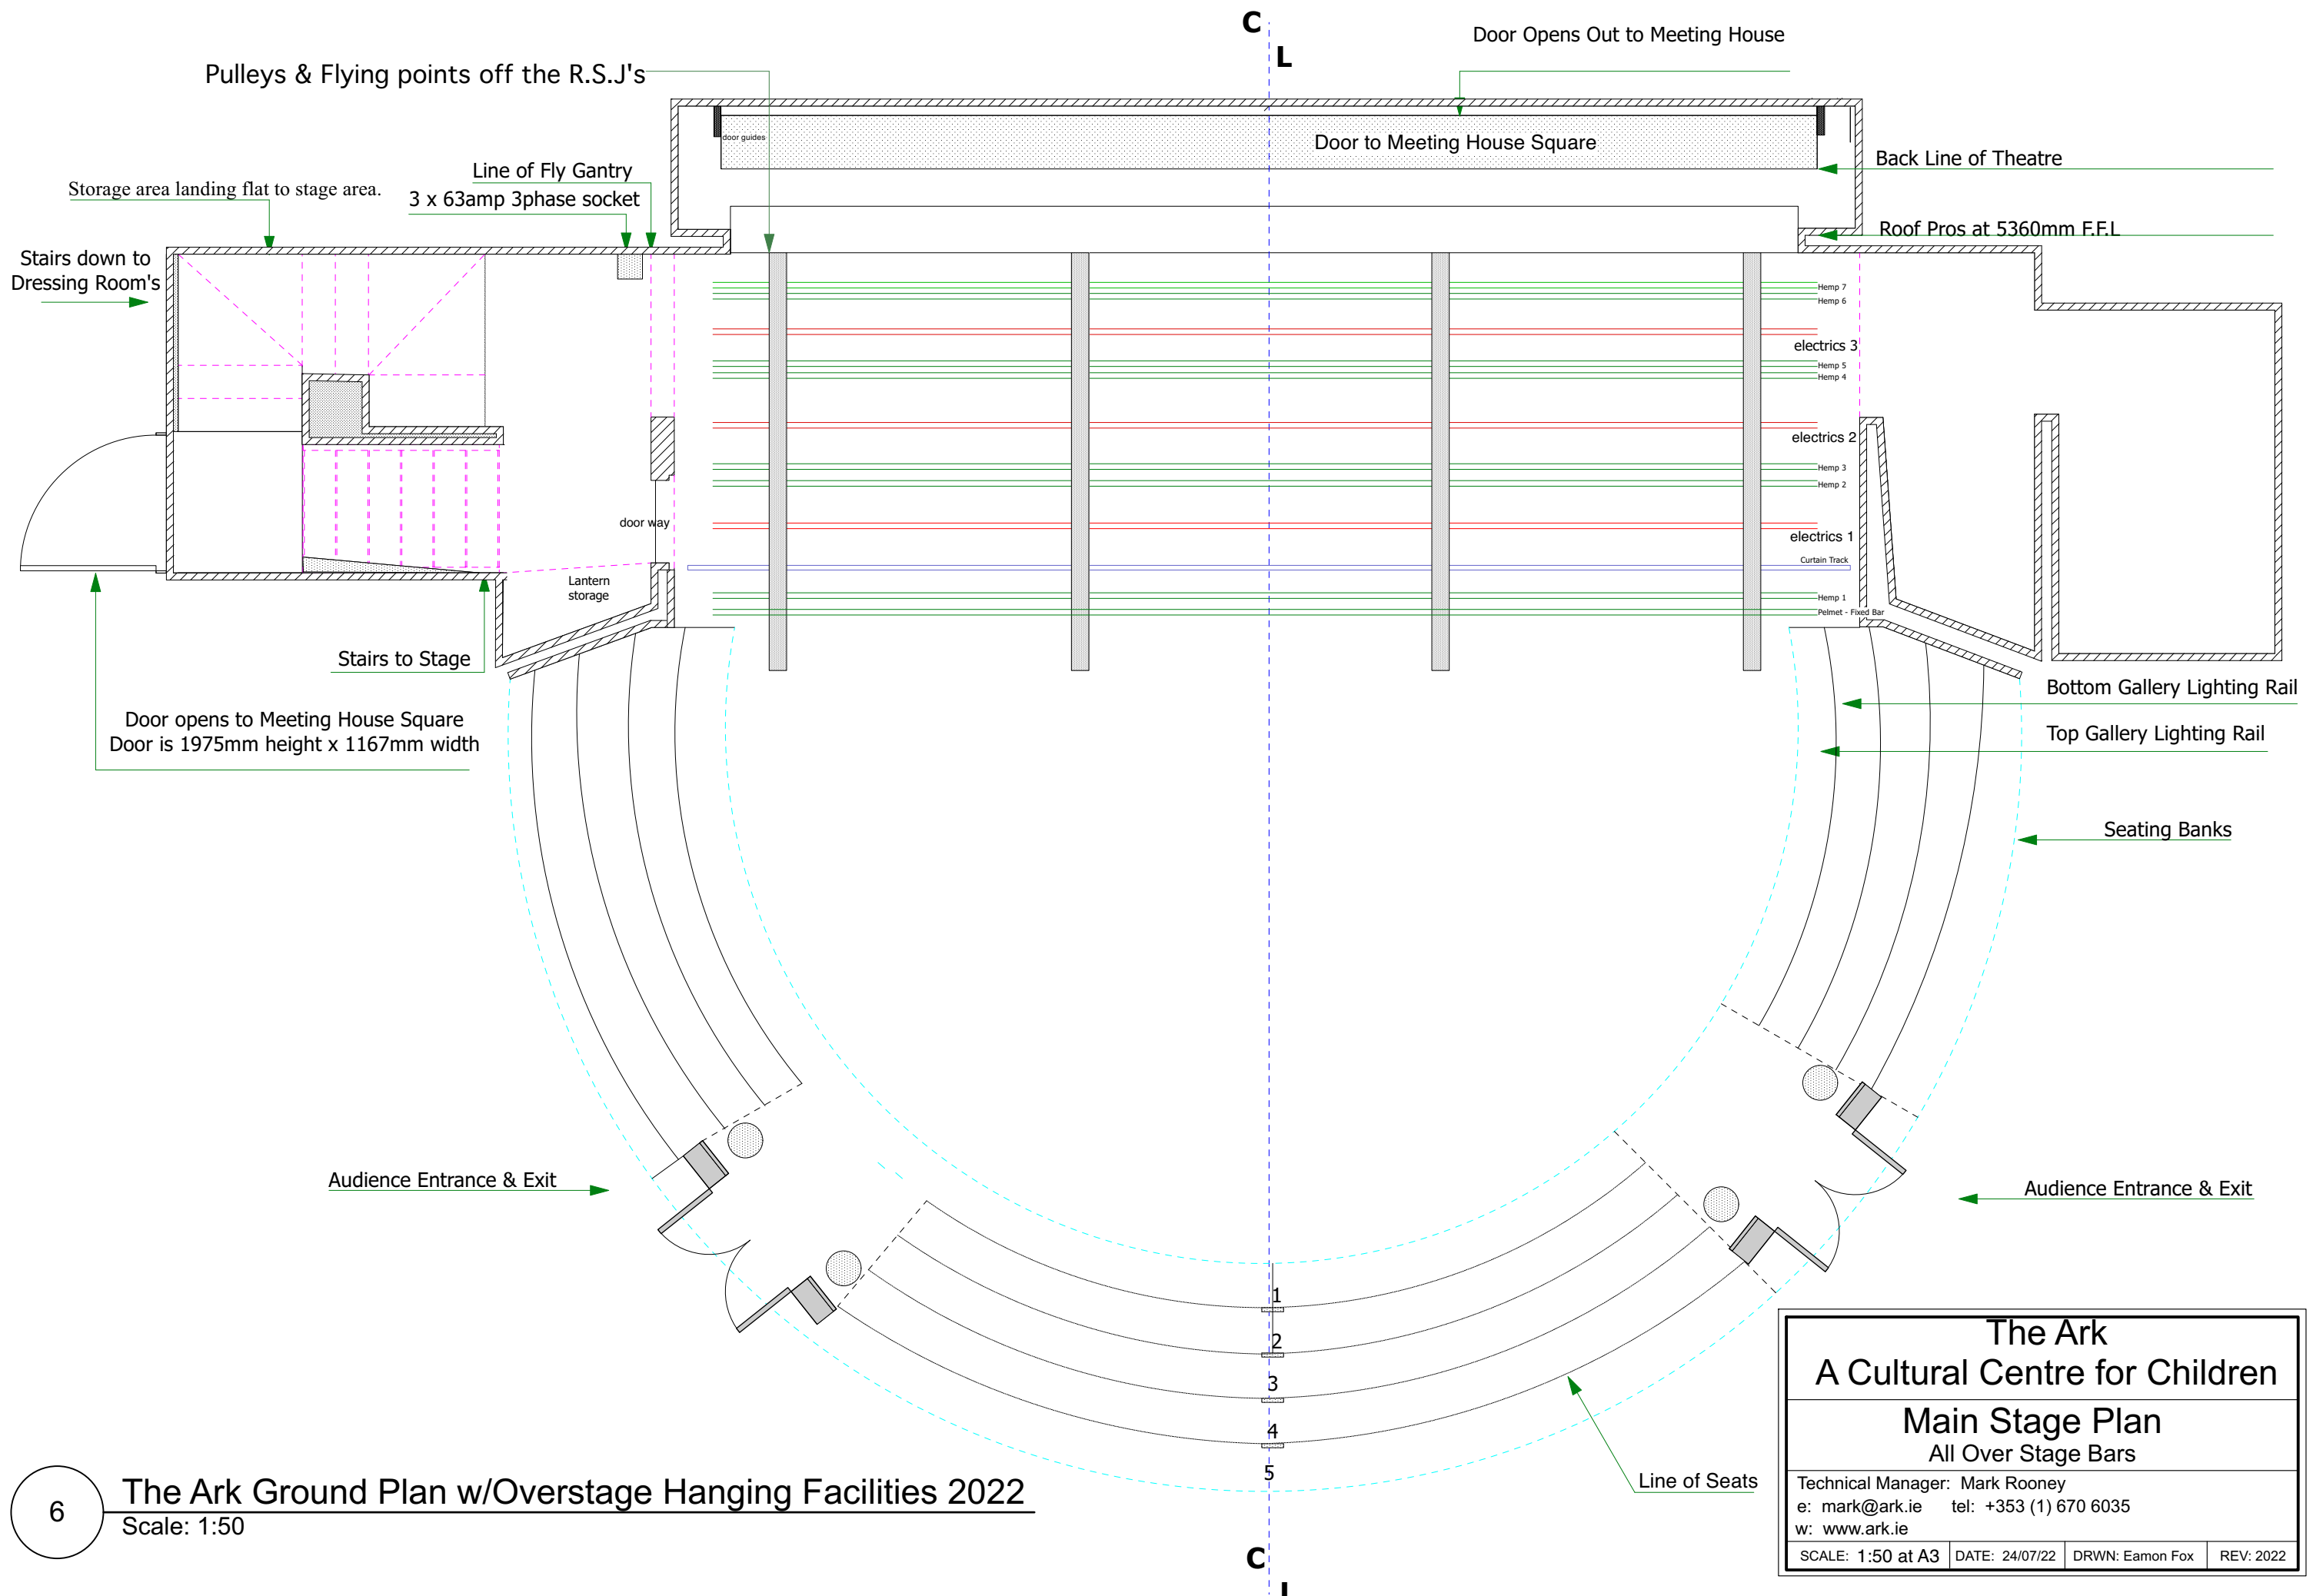 C
L
Door Opens Out to Meeting House
Pulleys & Flying points off the R.S.J's
door guides
Door to Meeting House Square
Line of Fly Gantry
Back Line of Theatre
Storage area landing flat to stage area.
3 x 63amp 3phase socket
Roof Pros at 5360mm F.F.L
Stairs down to
Dressing Room's
Hemp 7
Hemp 6
electrics 3
Hemp 5
Hemp 4
electrics 2
Hemp 3
Hemp 2
door way
electrics 1
Curtain Track
Lantern
storage
Hemp 1
Pelmet - Fixed Bar
Stairs to Stage
Bottom Gallery Lighting Rail
Door opens to Meeting House Square
Door is 1975mm height x 1167mm width
Top Gallery Lighting Rail
Seating Banks
Audience Entrance & Exit
Audience Entrance & Exit
1
2
3
4
5
Line of Seats
6
The Ark Ground Plan w/Overstage Hanging Facilities 2022
Scale: 1:50
C
L
The Ark
A Cultural Centre for Children
Main Stage Plan
All Over Stage Bars
Technical Manager: Mark Rooney
e: mark@ark.ie tel: +353 (1) 670 6035
w: www.ark.ie
SCALE: 1:50 at A3 DATE: 24/07/22 DRWN: Eamon Fox REV: 2022